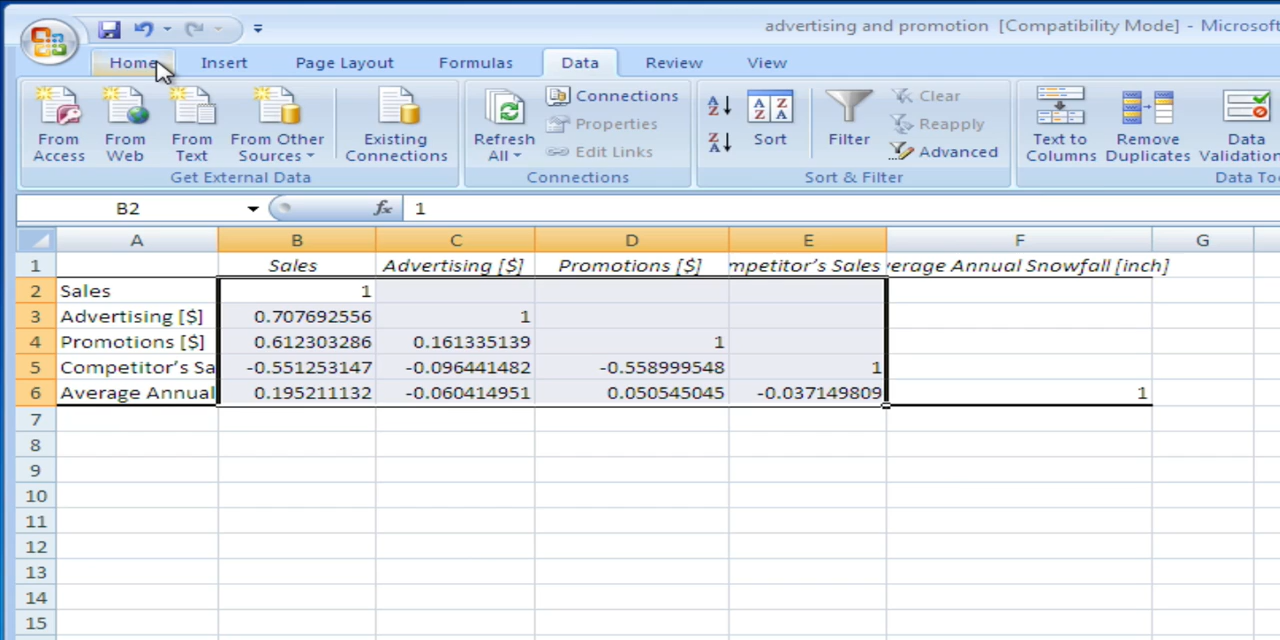 advertising and promotion [Compatibility Mode] - Microsoft
Home Insert Page Layout Formulas Data Review View
From Access
From Web
From Text
From Other Sources
Existing Connections
Get External Data
Refresh All
Connections
Properties
Edit Links
Connections
Sort
Filter
Clear
Reapply
Advanced
Sort & Filter
Text to Columns
Remove Duplicates
Data Validation
Data
B2 fx 1
A B C D E F G
1 Sales Advertising [$] Promotions [$] mpetitor's Sales verage Annual Snowfall [inch]
2 Sales 1
3 Advertising [$] 0.707692556 1
4 Promotions [$] 0.612303286 0.161335139 1
5 Competitor's Sa -0.551253147 -0.096441482 -0.558999548 1
6 Average Annual 0.195211132 -0.060414951 0.050545045 -0.037149809 1
7
8
9
10
11
12
13
14
15